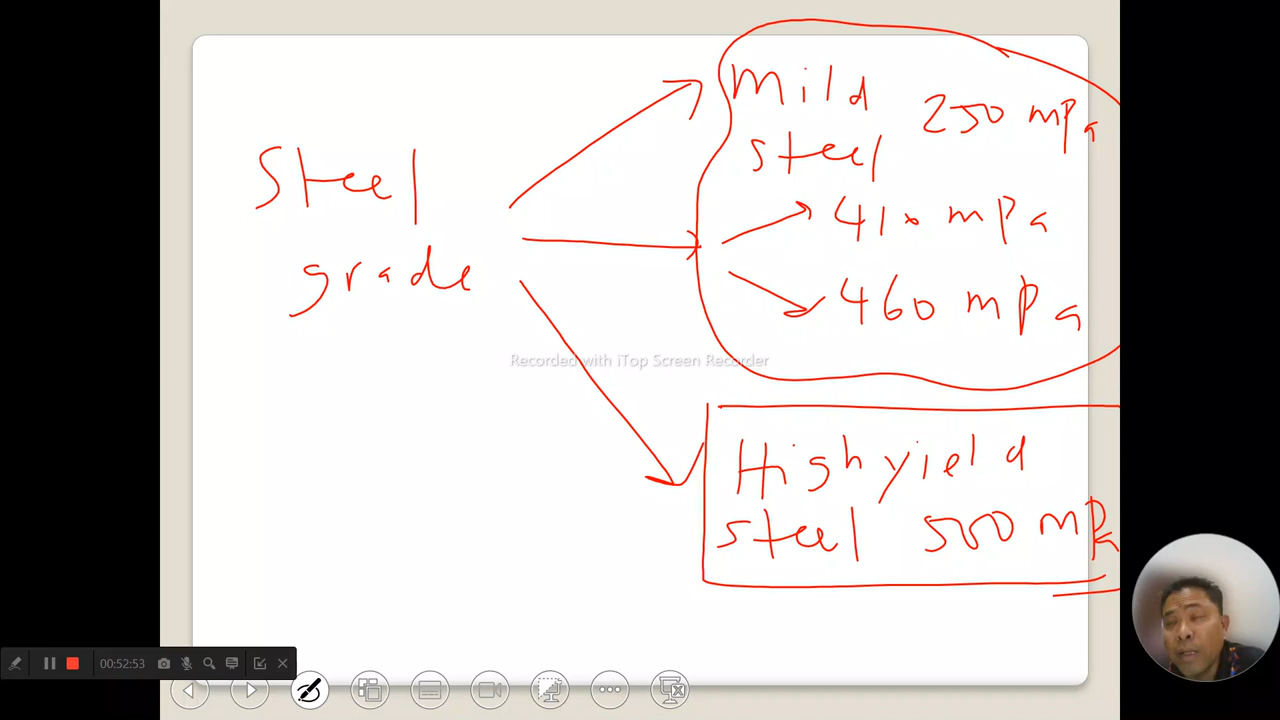 Steel
grade
Mild 250 mPa
steel
410 mPa
460 mPa
High yield
steel 500 mPa
Recorded with iTop Screen Recorder
00:52:53